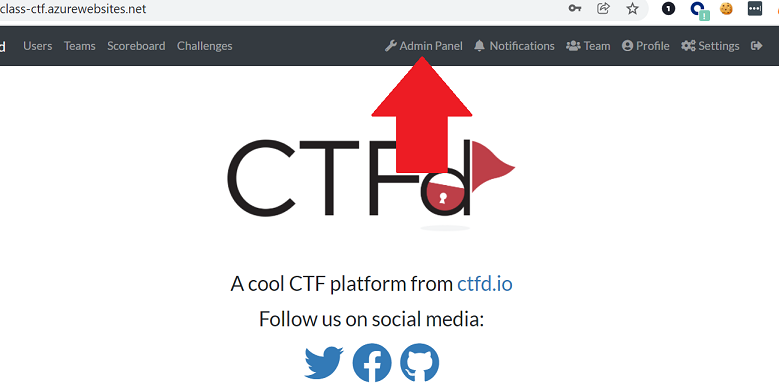 class-ctf.azurewebsites.net
d Users Teams Scoreboard Challenges Admin Panel Notifications Team Profile Settings
CTFd
A cool CTF platform from ctfd.io
Follow us on social media: